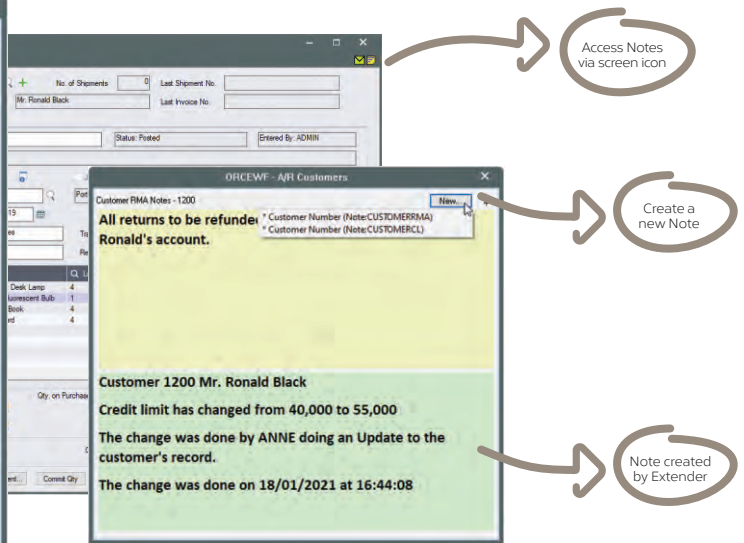 Access Notes
via screen icon
No. of Shipments 0 Last Shipment No.
Mr. Ronald Black Last Invoice No.
Status: Posted Entered By: ADMIN
ORCEWF - A/R Customers
Customer RMA Notes - 1200 New...
* Customer Number (Note:CUSTOMERRMA)
* Customer Number (Note:CUSTOMERCL)
All returns to be refunde
Ronald's account.
Create a
new Note
19
Desk Lamp 4
uorescent Bulb 1
Book 4
rd 4
Qty. on Purchase
Commit Qty
Customer 1200 Mr. Ronald Black
Credit limit has changed from 40,000 to 55,000
The change was done by ANNE doing an Update to the
customer's record.
The change was done on 18/01/2021 at 16:44:08
Note created
by Extender